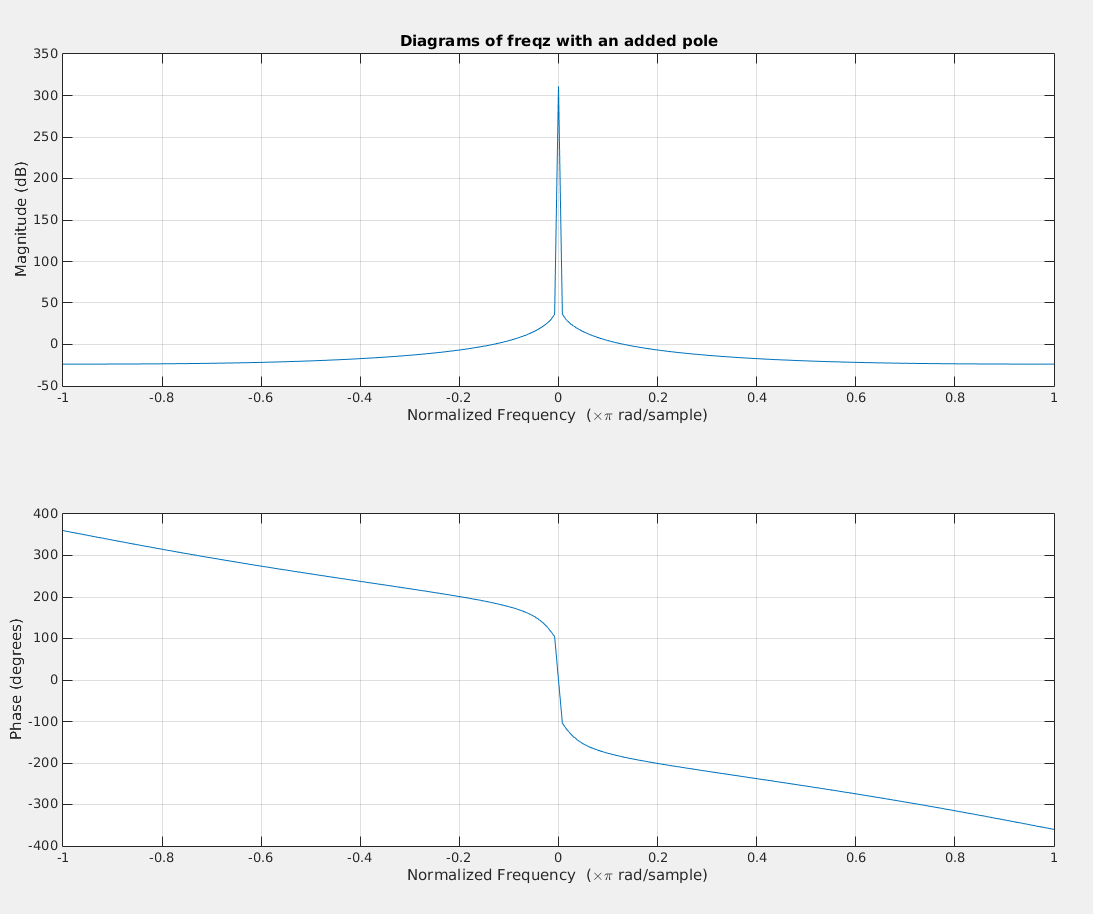 Diagrams of freqz with an added pole
350
300
250
200
150
100
50
0
-50
Magnitude (dB)
-1 -0.8 -0.6 -0.4 -0.2 0 0.2 0.4 0.6 0.8 1
Normalized Frequency (×π rad/sample)
400
300
200
100
0
-100
-200
-300
-400
Phase (degrees)
-1 -0.8 -0.6 -0.4 -0.2 0 0.2 0.4 0.6 0.8 1
Normalized Frequency (×π rad/sample)